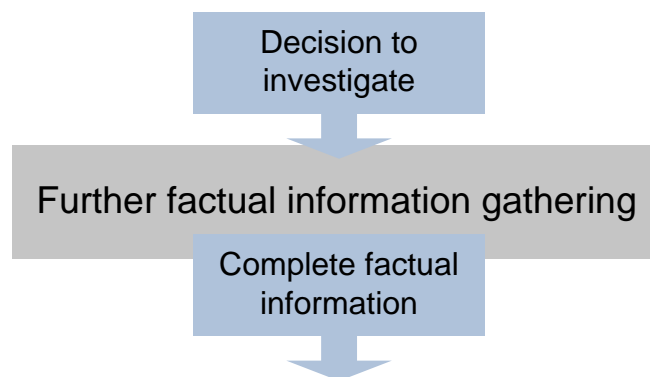 Decision to
investigate
Further factual information gathering
Complete factual
information